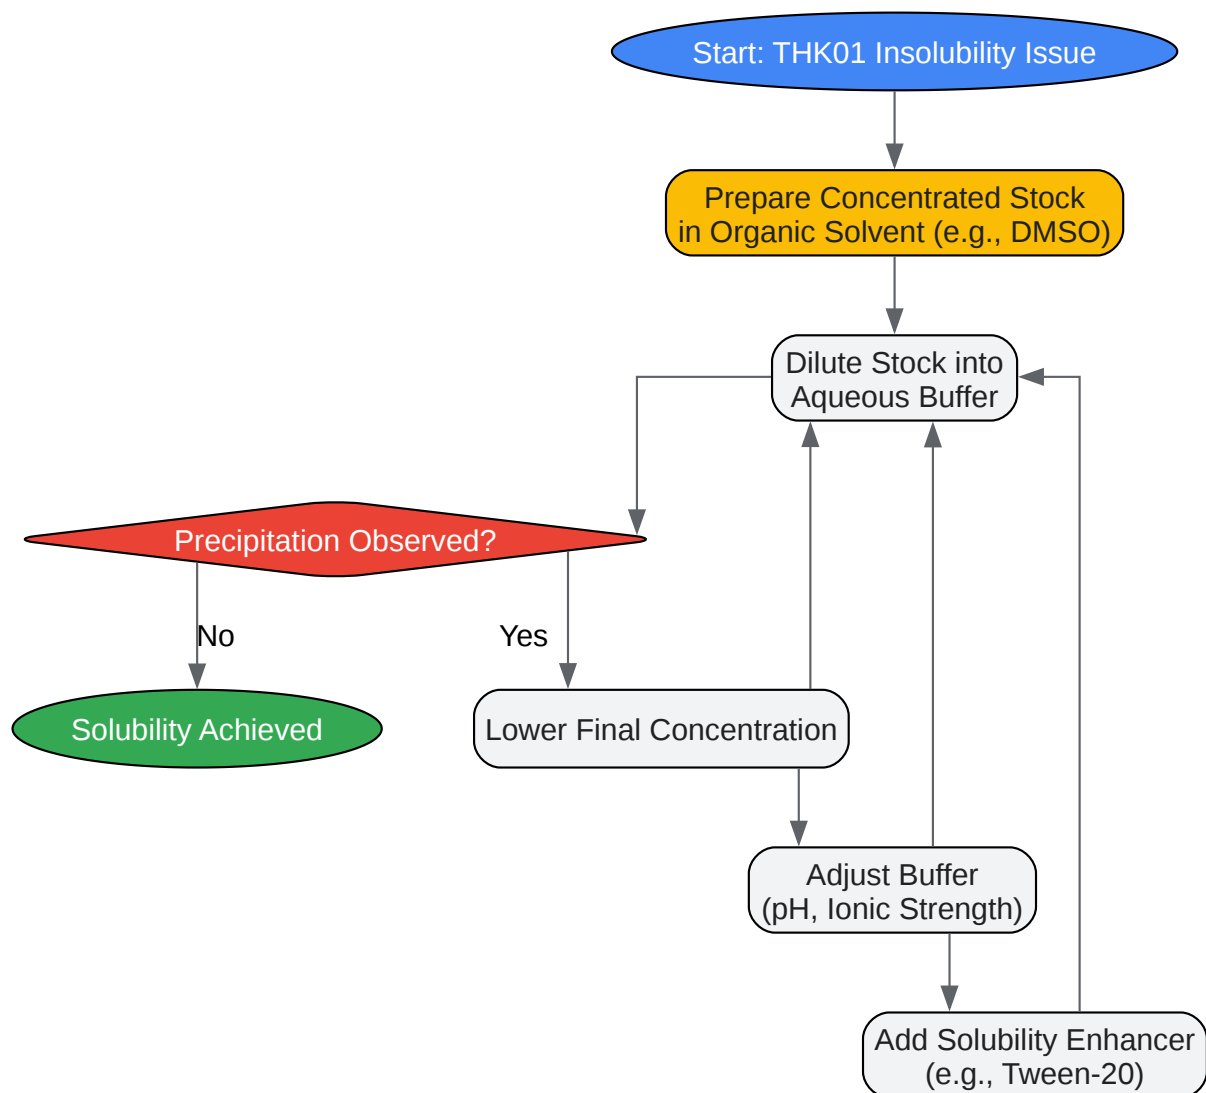 Start: THK01 Insolubility Issue
Prepare Concentrated Stock
in Organic Solvent (e.g., DMSO)
Dilute Stock into
Aqueous Buffer
Precipitation Observed?
No
Yes
Solubility Achieved
Lower Final Concentration
Adjust Buffer
(pH, Ionic Strength)
Add Solubility Enhancer
(e.g., Tween-20)